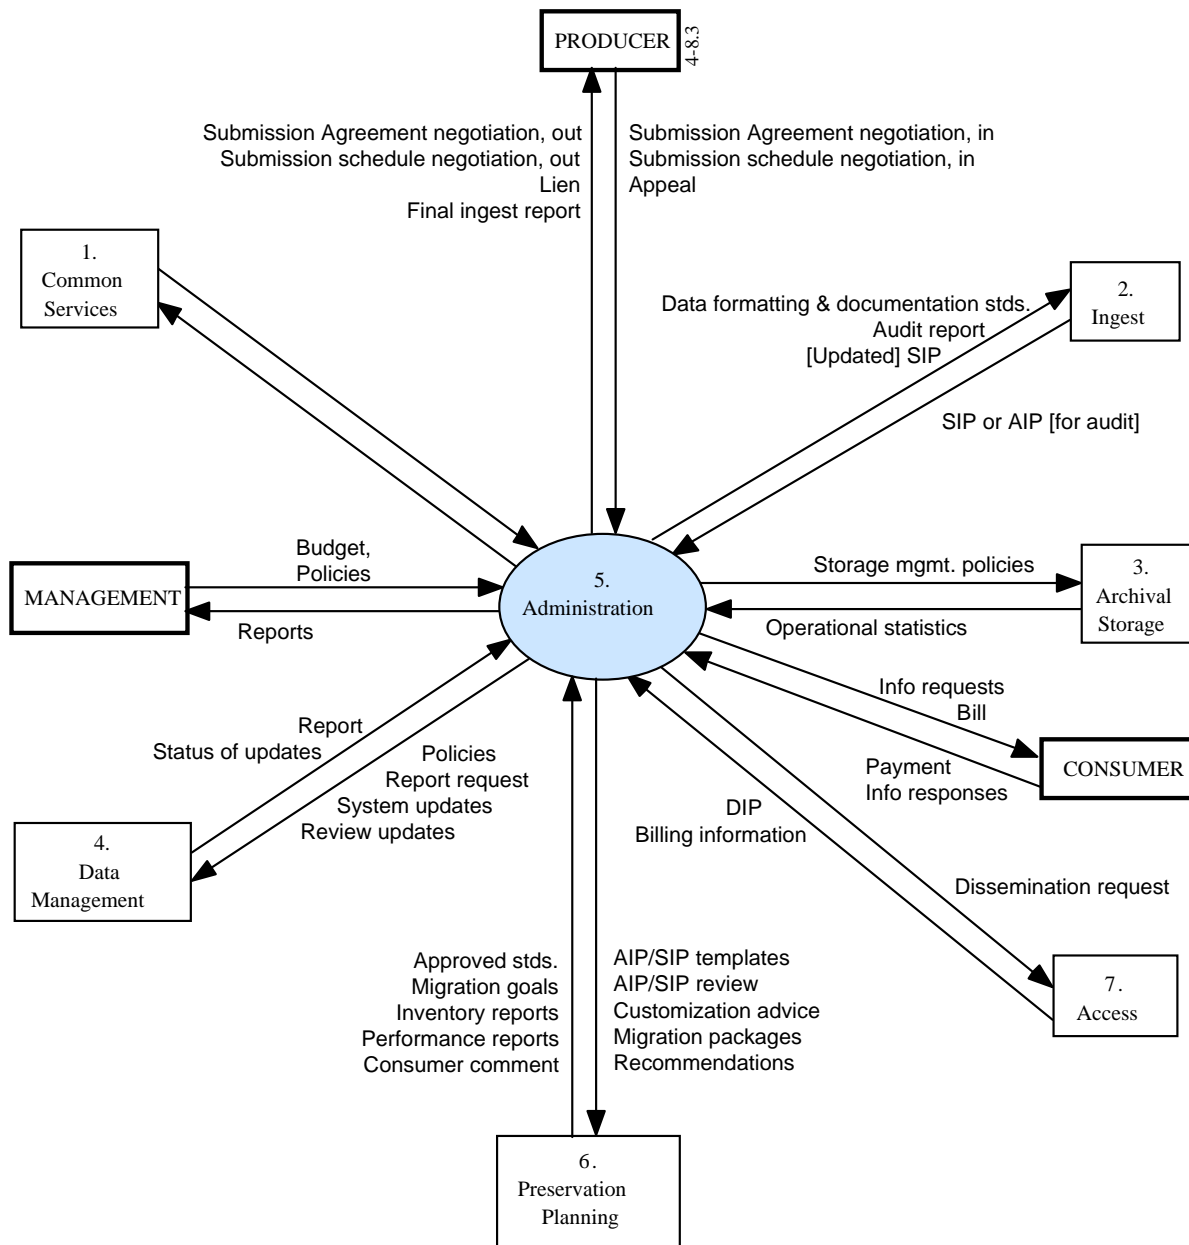 PRODUCER
4-8.3
Submission Agreement negotiation, out
Submission schedule negotiation, out
Lien
Final ingest report
Submission Agreement negotiation, in
Submission schedule negotiation, in
Appeal
1.
Common
Services
2.
Ingest
Data formatting & documentation stds.
Audit report
[Updated] SIP
SIP or AIP [for audit]
MANAGEMENT
Budget,
Policies
Reports
5.
Administration
Storage mgmt. policies
Operational statistics
3.
Archival
Storage
Info requests
Bill
CONSUMER
Payment
Info responses
Report
Status of updates
Policies
Report request
System updates
Review updates
4.
Data
Management
DIP
Billing information
Dissemination request
7.
Access
Approved stds.
Migration goals
Inventory reports
Performance reports
Consumer comment
AIP/SIP templates
AIP/SIP review
Customization advice
Migration packages
Recommendations
6.
Preservation
Planning